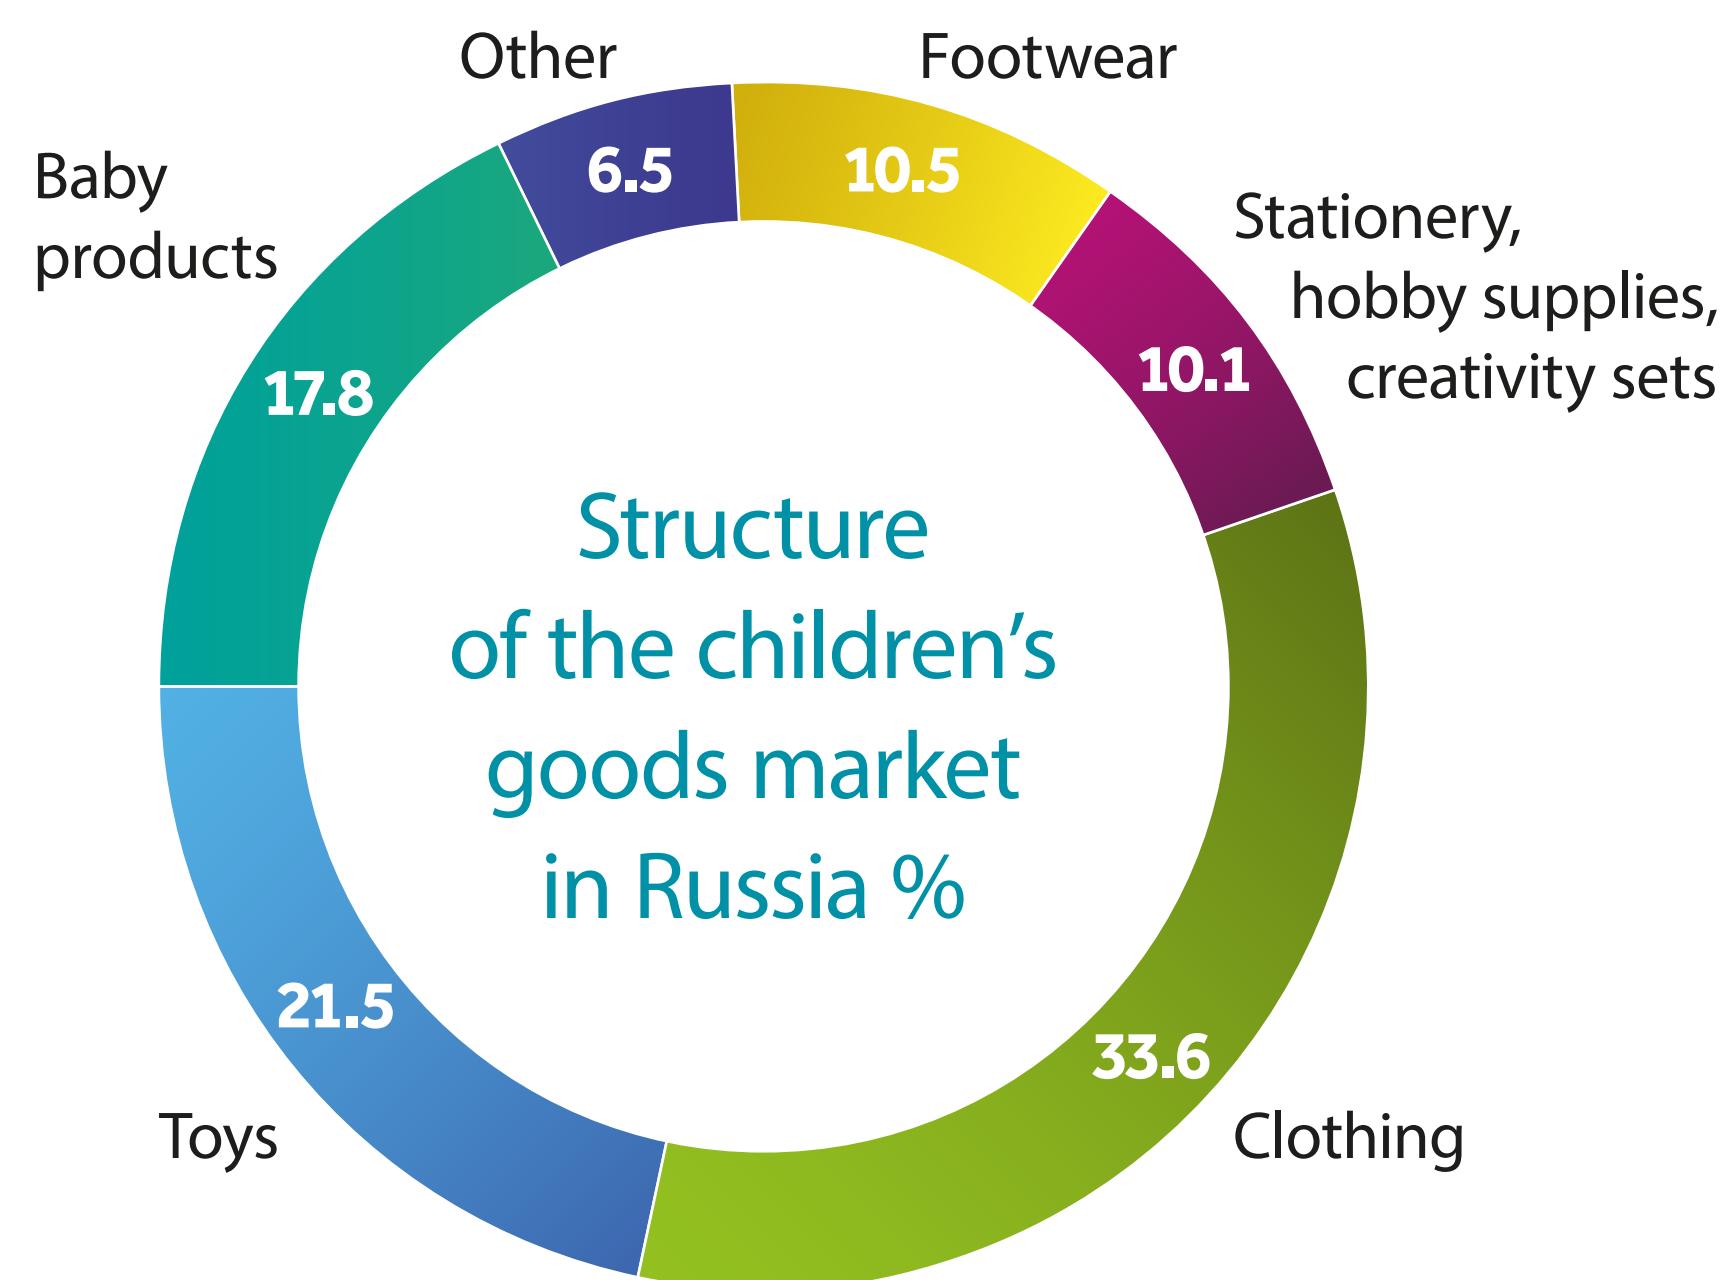 Other
Footwear
Baby
products
6.5
10.5
Stationery,
hobby supplies,
creativity sets
17.8
10.1
Structure
of the children’s
goods market
in Russia %
21.5
33.6
Toys
Clothing